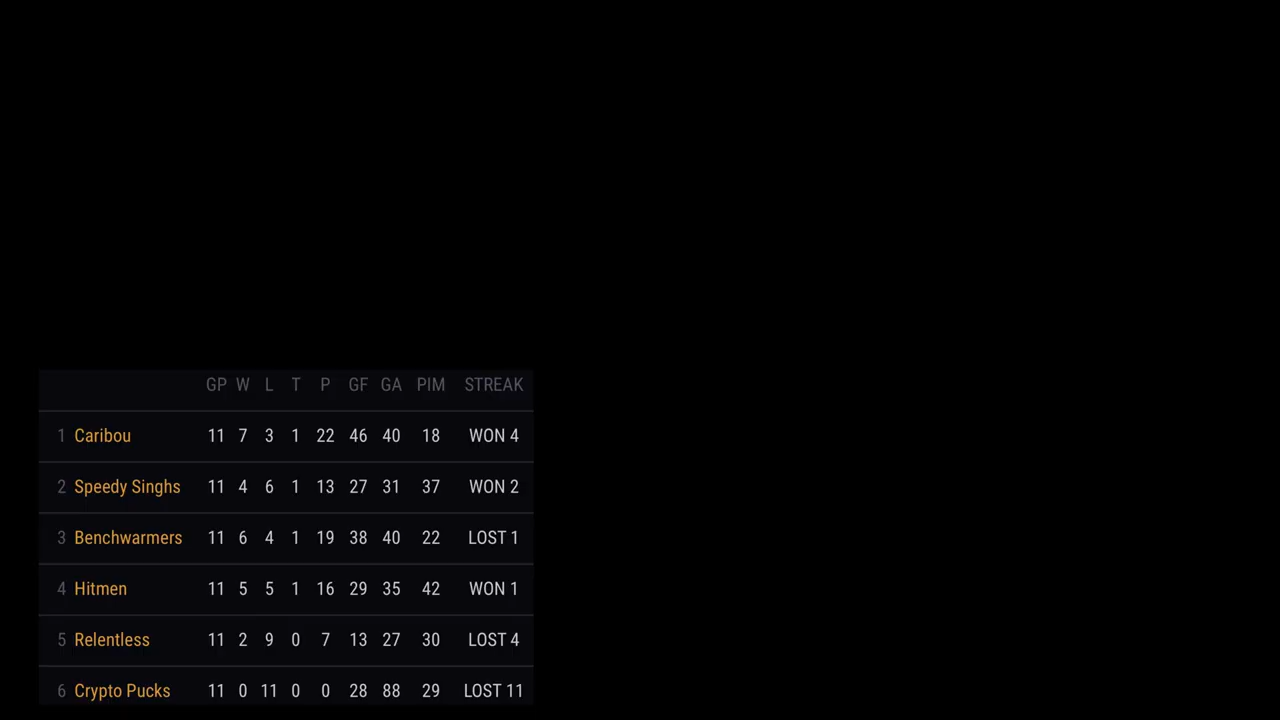 GP W L T P GF GA PIM STREAK
1 Caribou 11 7 3 1 22 46 40 18 WON 4
2 Speedy Singhs 11 4 6 1 13 27 31 37 WON 2
3 Benchwarmers 11 6 4 1 19 38 40 22 LOST 1
4 Hitmen 11 5 5 1 16 29 35 42 WON 1
5 Relentless 11 2 9 0 7 13 27 30 LOST 4
6 Crypto Pucks 11 0 11 0 0 28 88 29 LOST 11